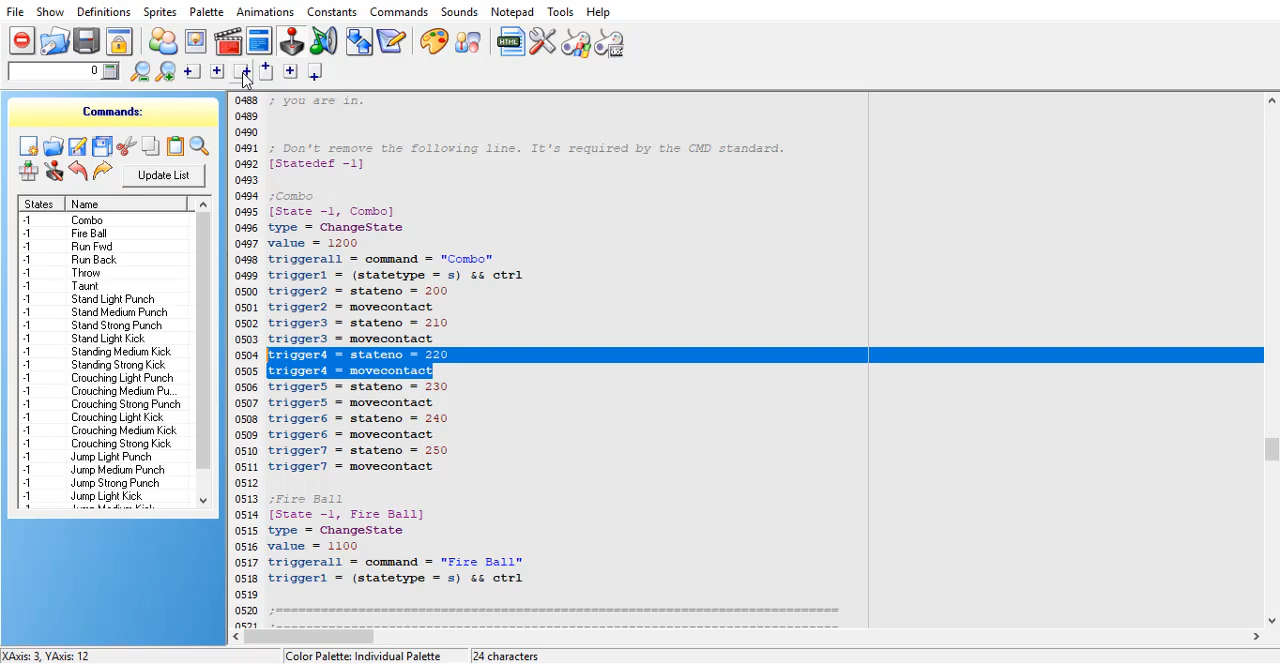 File Show Definitions Sprites Palette Animations Constants Commands Sounds Notepad Tools Help
HTML
0
Commands:
Update List
States Name
-1 Combo
-1 Fire Ball
-1 Run Fwd
-1 Run Back
-1 Throw
-1 Taunt
-1 Stand Light Punch
-1 Stand Medium Punch
-1 Stand Strong Punch
-1 Stand Light Kick
-1 Standing Medium Kick
-1 Standing Strong Kick
-1 Crouching Light Punch
-1 Crouching Medium Pu...
-1 Crouching Strong Punch
-1 Crouching Light Kick
-1 Crouching Medium Kick
-1 Crouching Strong Kick
-1 Jump Light Punch
-1 Jump Medium Punch
-1 Jump Strong Punch
-1 Jump Light Kick
-1 Jump Medium Kick
0488 ; you are in.
0489
0490
0491 ; Don't remove the following line. It's required by the CMD standard.
0492 [Statedef -1]
0493
0494 ;Combo
0495 [State -1, Combo]
0496 type = ChangeState
0497 value = 1200
0498 triggerall = command = "Combo"
0499 trigger1 = (statetype = s) && ctrl
0500 trigger2 = stateno = 200
0501 trigger2 = movecontact
0502 trigger3 = stateno = 210
0503 trigger3 = movecontact
0504 trigger4 = stateno = 220
0505 trigger4 = movecontact
0506 trigger5 = stateno = 230
0507 trigger5 = movecontact
0508 trigger6 = stateno = 240
0509 trigger6 = movecontact
0510 trigger7 = stateno = 250
0511 trigger7 = movecontact
0512
0513 ;Fire Ball
0514 [State -1, Fire Ball]
0515 type = ChangeState
0516 value = 1100
0517 triggerall = command = "Fire Ball"
0518 trigger1 = (statetype = s) && ctrl
0519
0520 ;===========================================================================
0521 ;===========================================================================
XAxis: 3, YAxis: 12 Color Palette: Individual Palette 24 characters